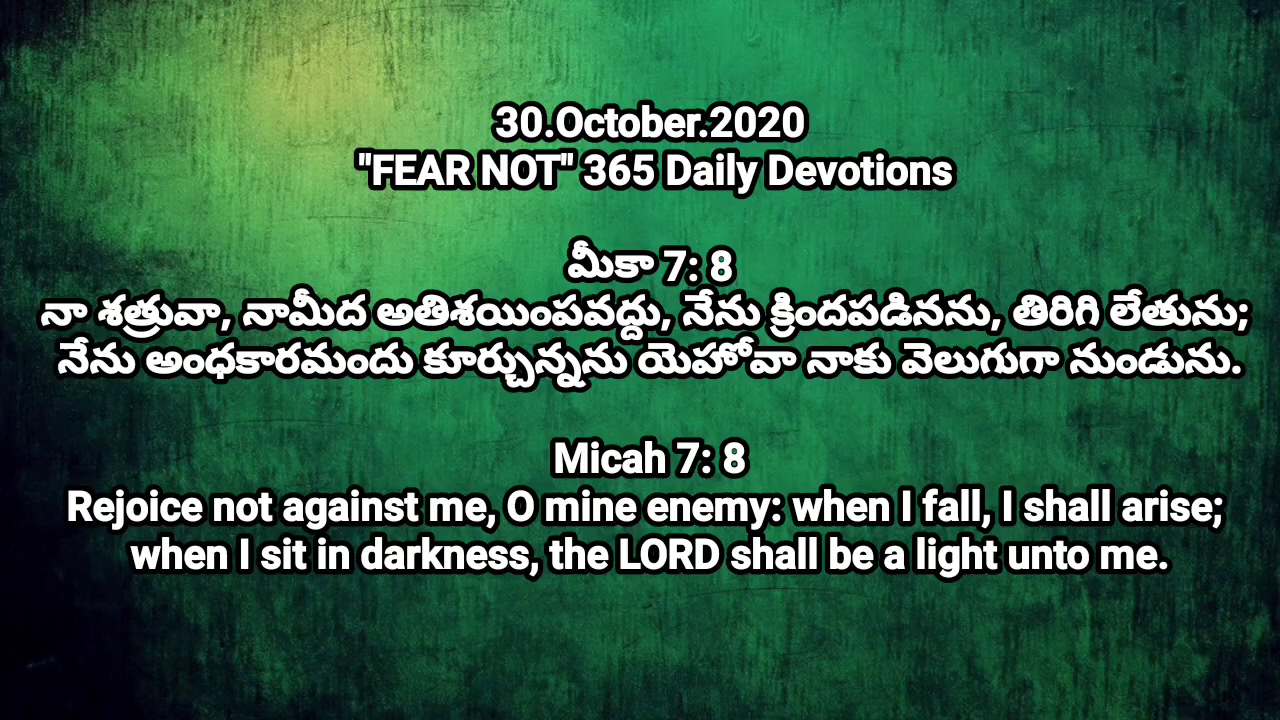 30.October.2020
"FEAR NOT" 365 Daily Devotions
మీకా 7: 8
నా శత్రువా, నామీద అతిశయింపవద్దు, నేను క్రిందపడినను, తిరిగి లేతును;
నేను అంధకారమందు కూర్చున్నను యెహోవా నాకు వెలుగుగా నుండును.
Micah 7: 8
Rejoice not against me, O mine enemy: when I fall, I shall arise;
when I sit in darkness, the LORD shall be a light unto me.